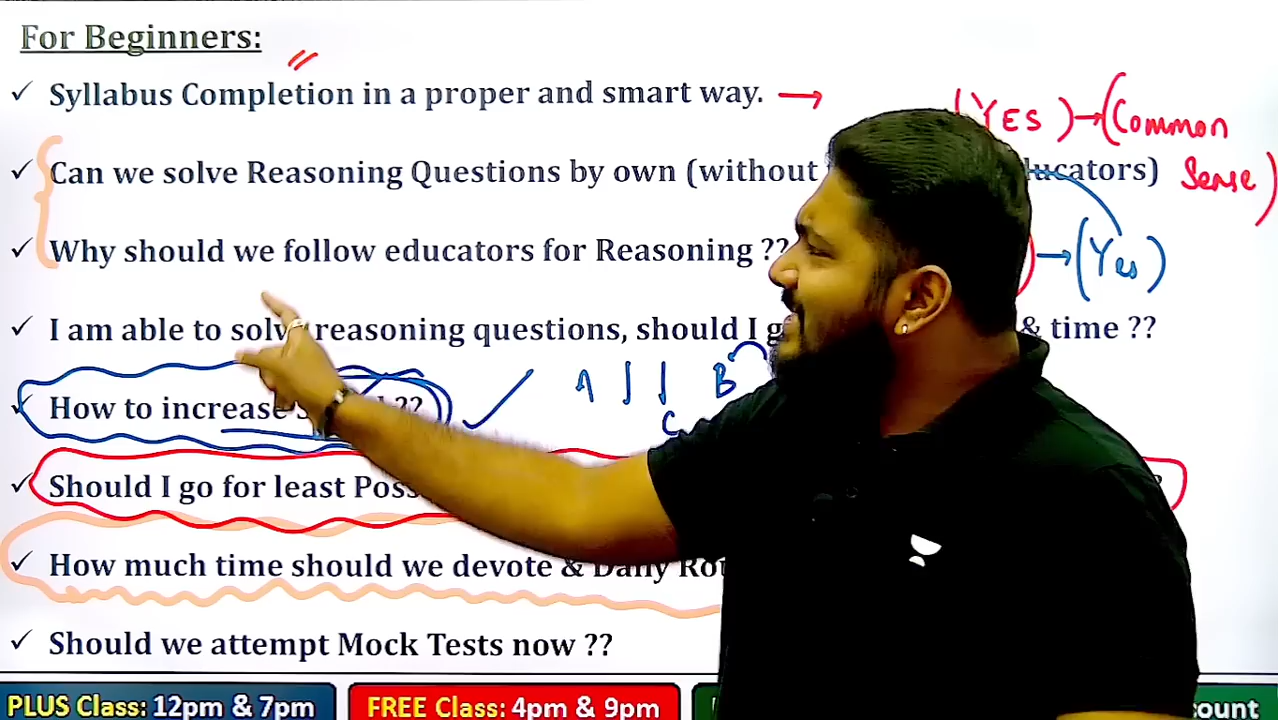 For Beginners:
✓ Syllabus Completion in a proper and smart way. → (YES) → (Common Sense)
✓ Can we solve Reasoning Questions by own (without ducators)
✓ Why should we follow educators for Reasoning ?? → (Yes)
✓ I am able to solve reasoning questions, should I g & time ??
A B
✓ How to increase ?? ✓
C
✓ Should I go for least Poss
✓ How much time should we devote & Daily Rot
✓ Should we attempt Mock Tests now ??
PLUS Class: 12pm & 7pm
FREE Class: 4pm & 9pm
count